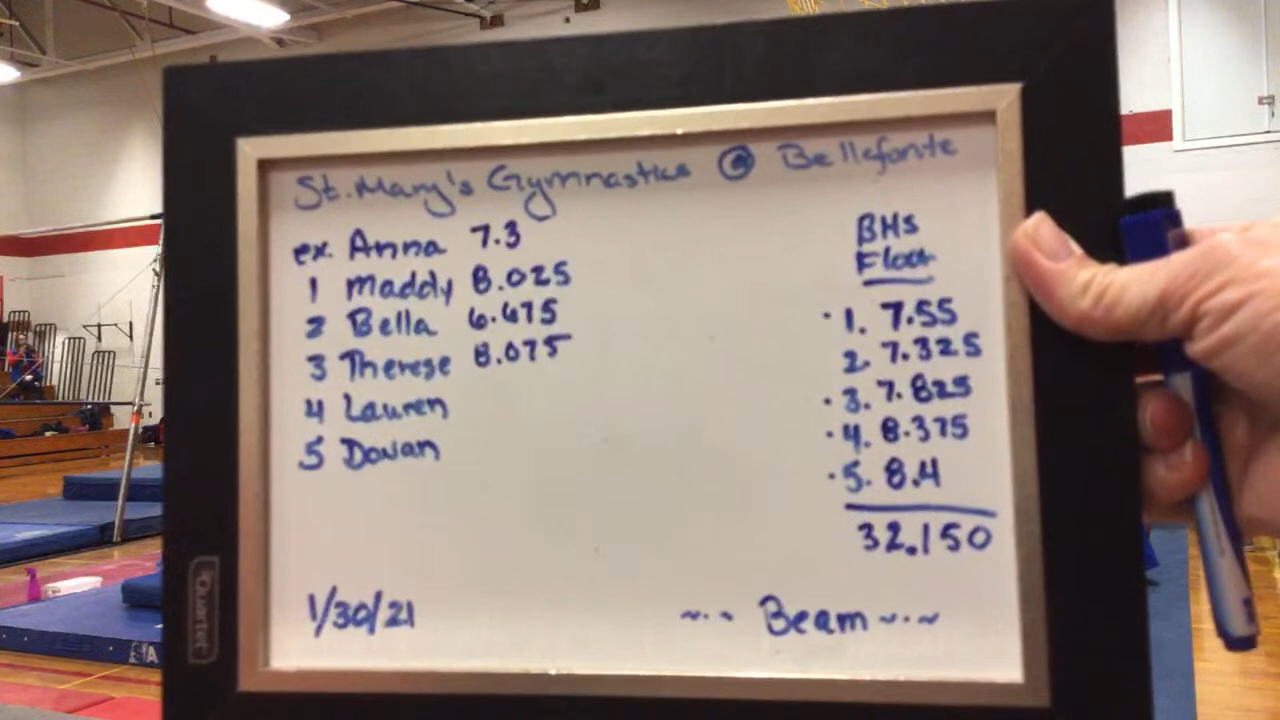 St. Mary's Gymnastics @ Bellefonte
ex. Anna 7.3
1 Maddy 8.025
2 Bella 6.675
3 Therese 8.075
4 Lauren
5 Dovan
BHS
Floor
· 1. 7.55
2. 7.325
· 3. 7.825
· 4. 8.375
· 5. 8.4
32.150
1/30/21
~·· Beam ~·~
Quartet